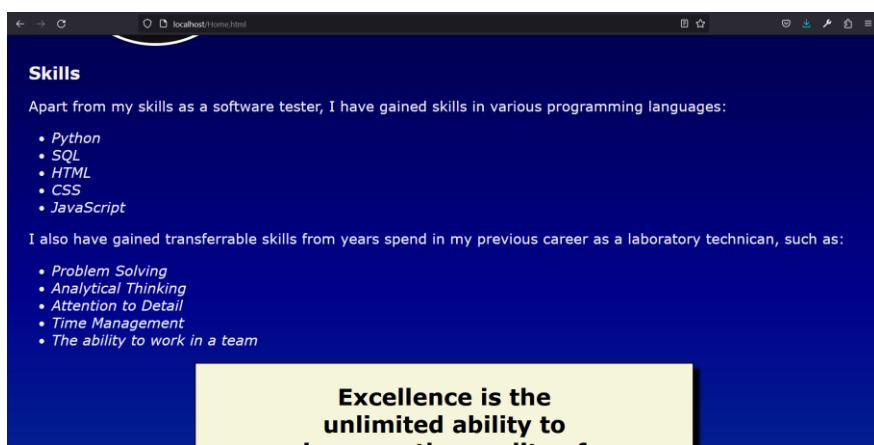 localhost/Home.html
Skills
Apart from my skills as a software tester, I have gained skills in various programming languages:
• Python
• SQL
• HTML
• CSS
• JavaScript
I also have gained transferrable skills from years spend in my previous career as a laboratory technican, such as:
• Problem Solving
• Analytical Thinking
• Attention to Detail
• Time Management
• The ability to work in a team
Excellence is the
unlimited ability to